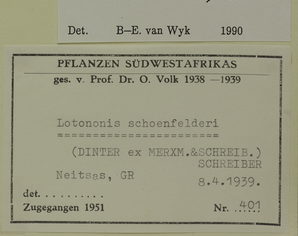 Det. B–E. van Wyk 1990
PFLANZEN SÜDWESTAFRIKAS
ges. v. Prof. Dr. O. Volk 1938 —1939
Lotononis schoenfelderi
======================
(DINTER ex MERXM.&SCHREIB.)
SCHREIBER
Neitsas, GR
8.4.1939.
det. . . . . . . . . .
Zugegangen 1951 Nr. 401